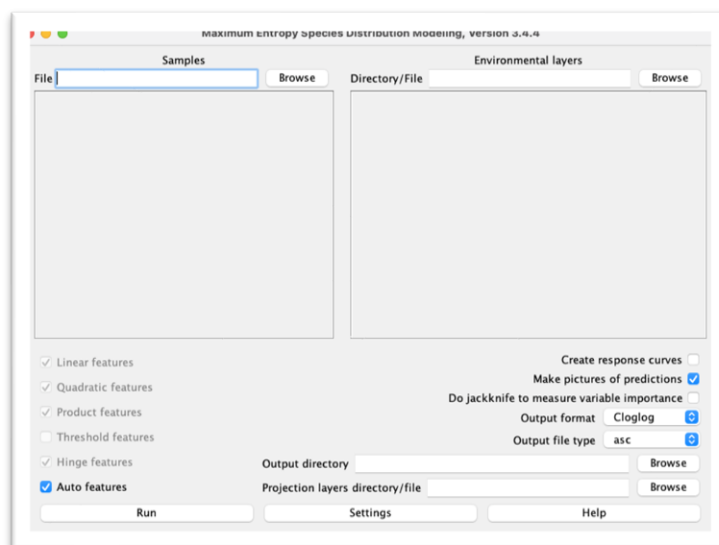 Maximum Entropy Species Distribution Modeling, Version 3.4.4
Samples
Environmental layers
File Browse
Directory/File Browse
Linear features
Quadratic features
Product features
Threshold features
Hinge features
Auto features
Create response curves
Make pictures of predictions
Do jackknife to measure variable importance
Output format Cloglog
Output file type asc
Output directory Browse
Projection layers directory/file Browse
Run Settings Help